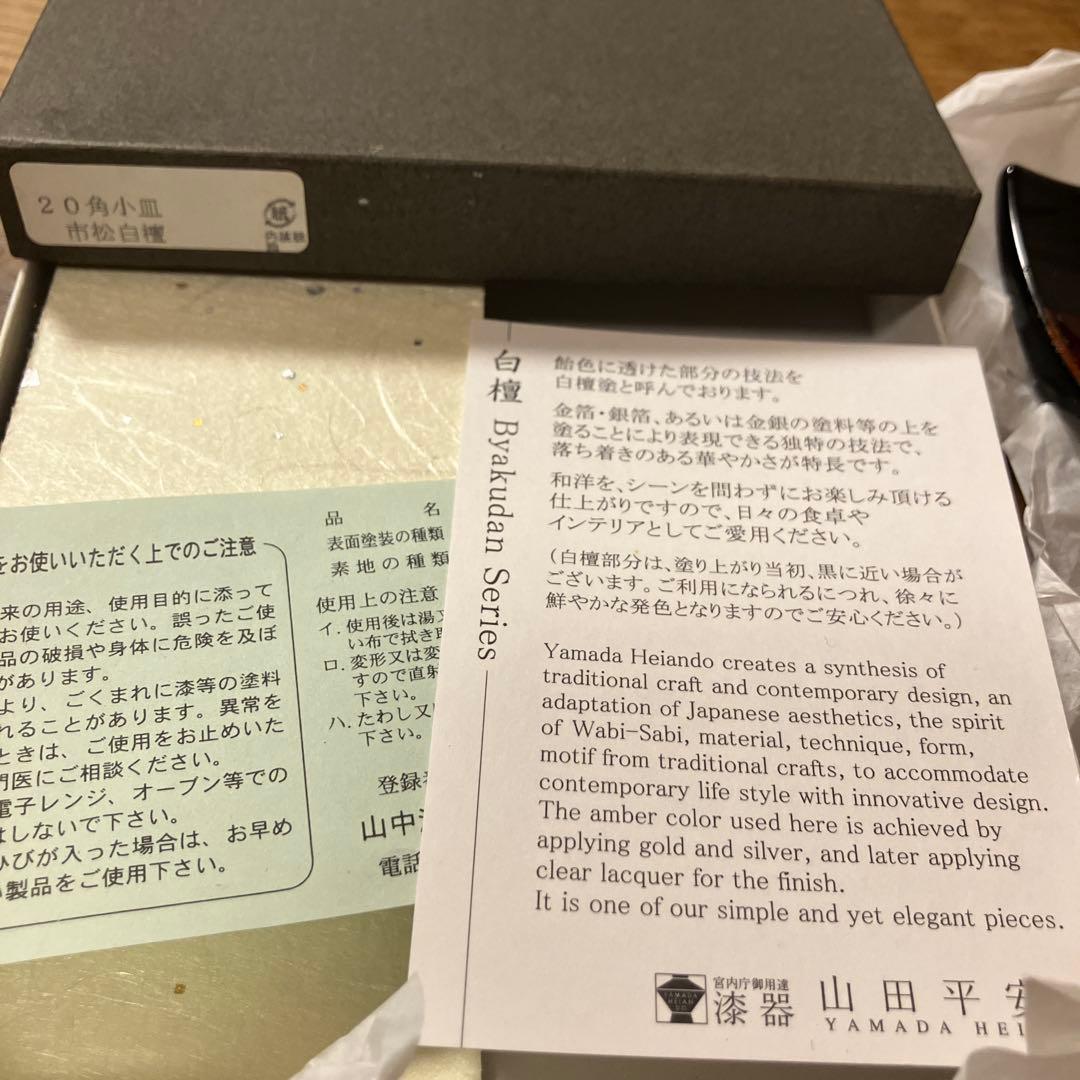 20角小皿
市松白檀
紙
白檀 Byakudan Series
飴色に透けた部分の技法を
白檀塗と呼んでおります。
金箔・銀箔、あるいは金銀の塗料等の上を
塗ることにより表現できる独特の技法で、
落ち着きのある華やかさが特長です。
和洋を、シーンを問わずにお楽しみ頂ける
仕上がりですので、日々の食卓や
インテリアとしてご愛用ください。
(白檀部分は、塗り上がり当初、黒に近い場合が
ございます。ご利用になられるにつれ、徐々に
鮮やかな発色となりますのでご安心ください。)
Yamada Heiando creates a synthesis of
traditional craft and contemporary design, an
adaptation of Japanese aesthetics, the spirit
of Wabi-Sabi, material, technique, form,
motif from traditional crafts, to accommodate
contemporary life style with innovative design.
The amber color used here is achieved by
applying gold and silver, and later applying
clear lacquer for the finish.
It is one of our simple and yet elegant pieces.
YAMADA
HEIAN
DO
宮内庁御用達
漆器 山田平安
YAMADA HEI
をお使いいただく上でのご注意
来の用途、使用目的に添って
お使いください。誤ったご使
品の破損や身体に危険を及ぼ
があります。
より、ごくまれに漆等の塗料
れることがあります。異常を
ときは、ご使用をお止めいた
門医にご相談ください。
電子レンジ、オーブン等での
はしないで下さい。
ひびが入った場合は、お早め
い製品をご使用下さい。
品 名
表面塗装の種類
素地の種類
使用上の注意
イ.使用後は湯
い布で拭き
ロ.変形又は変
すので直射
下さい。
ハ.たわし又
下さい。
登録
山中
電話